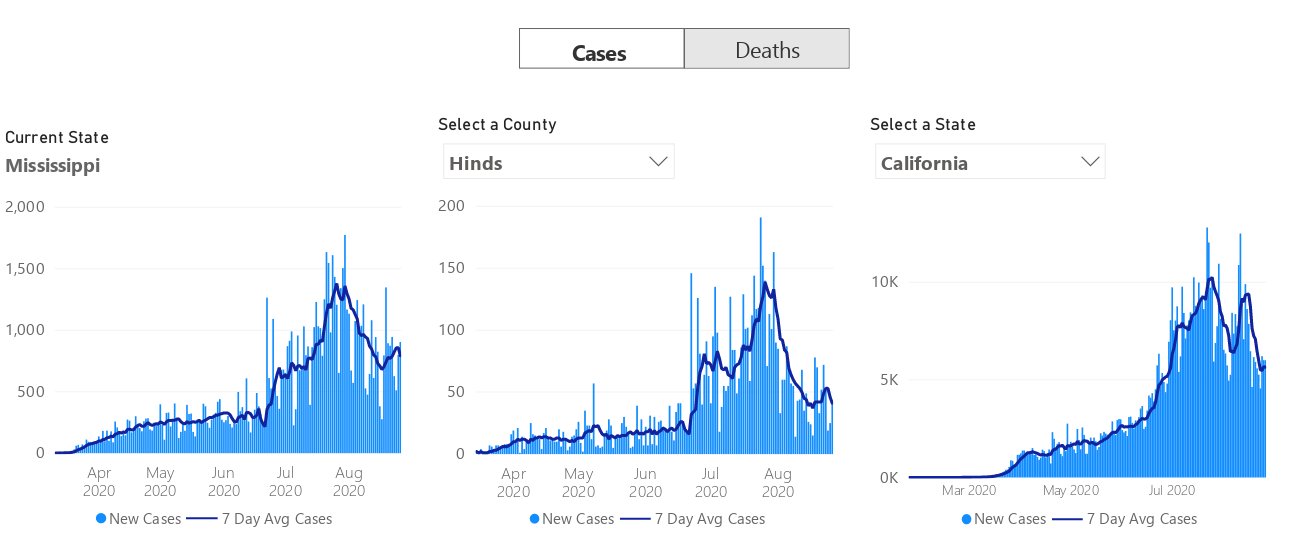 Cases Deaths
Current State
Mississippi
2,000
1,500
1,000
500
0
Apr 2020 May 2020 Jun 2020 Jul 2020 Aug 2020
New Cases 7 Day Avg Cases
Select a County
Hinds
200
150
100
50
0
Apr 2020 May 2020 Jun 2020 Jul 2020 Aug 2020
New Cases 7 Day Avg Cases
Select a State
California
10K
5K
0K
Mar 2020 May 2020 Jul 2020
New Cases 7 Day Avg Cases